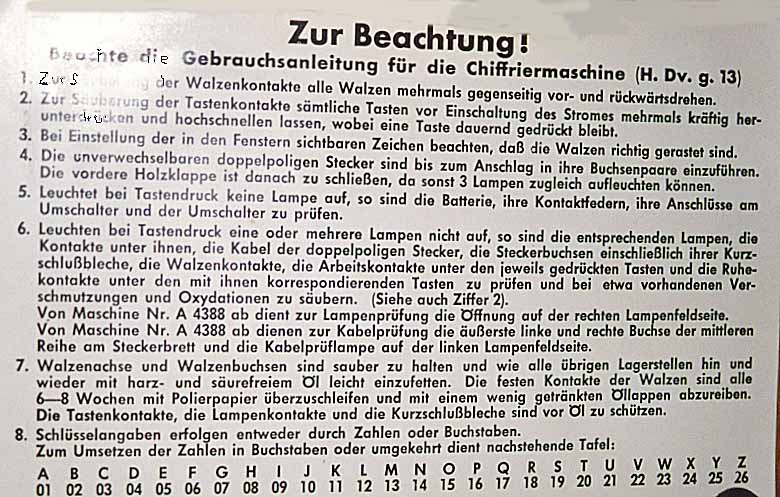 Zur Beachtung!
Beachte die Gebrauchsanleitung für die Chiffriermaschine (H. Dv. g. 13)
1. Zur S der Walzenkontakte alle Walzen mehrmals gegenseitig vor- und rückwärtsdrehen.
2. Zur Säuberung der Tastenkontakte sämtliche Tasten vor Einschaltung des Stromes mehrmals kräftig her-
unterdrücken und hochschnellen lassen, wobei eine Taste dauernd gedrückt bleibt.
3. Bei Einstellung der in den Fenstern sichtbaren Zeichen beachten, daß die Walzen richtig gerastet sind.
4. Die unverwechselbaren doppelpoligen Stecker sind bis zum Anschlag in ihre Buchsenpaare einzuführen.
Die vordere Holzklappe ist danach zu schließen, da sonst 3 Lampen zugleich aufleuchten können.
5. Leuchtet bei Tastendruck keine Lampe auf, so sind die Batterie, ihre Kontaktfedern, ihre Anschlüsse am
Umschalter und der Umschalter zu prüfen.
6. Leuchten bei Tastendruck eine oder mehrere Lampen nicht auf, so sind die entsprechenden Lampen, die
Kontakte unter ihnen, die Kabel der doppelpoligen Stecker, die Steckerbuchsen einschließlich ihrer Kurz-
schlußbleche, die Walzenkontakte, die Arbeitskontakte unter den jeweils gedrückten Tasten und die Ruhe-
kontakte unter den mit ihnen korrespondierenden Tasten zu prüfen und bei etwa vorhandenen Ver-
schmutzungen und Oxydationen zu säubern. (Siehe auch Ziffer 2).
Von Maschine Nr. A 4388 ab dient zur Lampenprüfung die Öffnung auf der rechten Lampenfeldseite.
Von Maschine Nr. A 4388 ab dienen zur Kabelprüfung die äußerste linke und rechte Buchse der mittleren
Reihe am Steckerbrett und die Kabelprüflampe auf der linken Lampenfeldseite.
7. Walzenachse und Walzenbuchsen sind sauber zu halten und wie alle übrigen Lagerstellen hin und
wieder mit harz- und säurefreiem Öl leicht einzufetten. Die festen Kontakte der Walzen sind alle
6—8 Wochen mit Polierpapier überzuschleifen und mit einem wenig getränkten Öllappen abzureiben.
Die Tastenkontakte, die Lampenkontakte und die Kurzschlußbleche sind vor Öl zu schützen.
8. Schlüsselangaben erfolgen entweder durch Zahlen oder Buchstaben.
Zum Umsetzen der Zahlen in Buchstaben oder umgekehrt dient nachstehende Tafel:
A B C D E F G H I J K L M N O P Q R S T U V W X Y Z
01 02 03 04 05 06 07 08 09 10 11 12 13 14 15 16 17 18 19 20 21 22 23 24 25 26